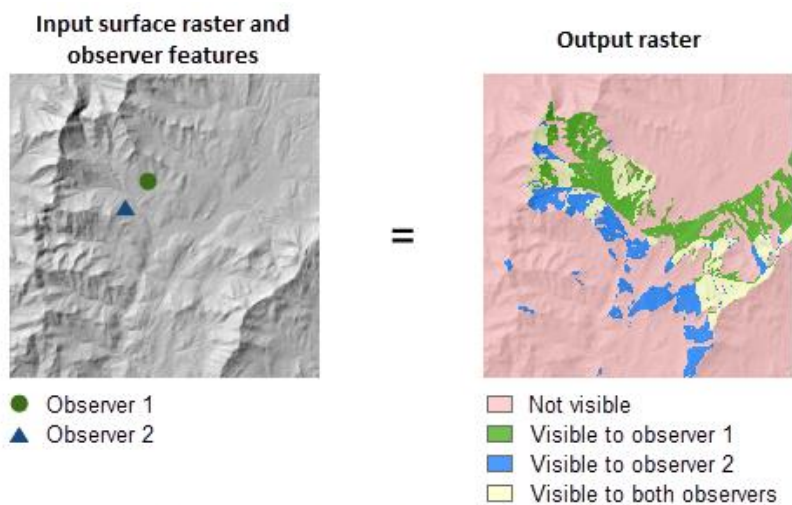 Input surface raster and
observer features
Output raster
=
Observer 1
Observer 2
Not visible
Visible to observer 1
Visible to observer 2
Visible to both observers